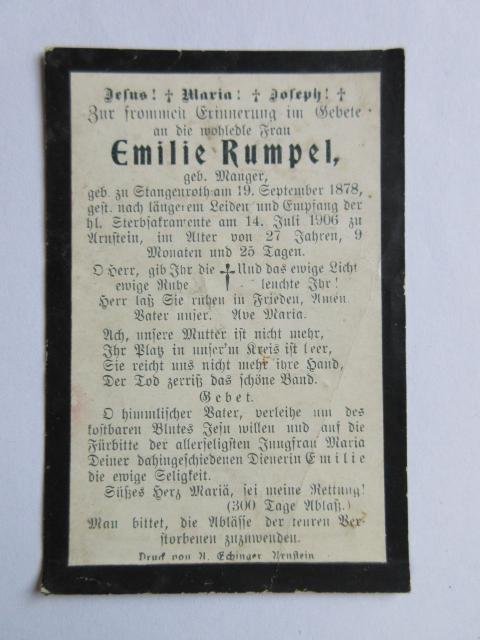 Jesus! † Maria! † Joseph! †
Zur frommen Erinnerung im Gebete
an die wohledle Frau
Emilie Rumpel,
geb. Manger,
geb. zu Stangenroth am 19. September 1878,
gest. nach längerem Leiden und Empfang der
hl. Sterbsakramente am 14. Juli 1906 zu
Arnstein, im Alter von 27 Jahren, 9
Monaten und 25 Tagen.
O Herr, gib Ihr die † Und das ewige Licht
ewige Ruhe leuchte Ihr!
Herr laß Sie ruhen in Frieden, Amen.
Vater unser. Ave Maria.
Ach, unsere Mutter ist nicht mehr,
Ihr Platz in unser'm Kreis ist leer,
Sie reicht uns nicht mehr ihre Hand,
Der Tod zerriß das schöne Band.
Gebet.
O himmlischer Vater, verleihe um des
kostbaren Blutes Jesu willen und auf die
Fürbitte der allerseligsten Jungfrau Maria
Deiner dahingeschiedenen Dienerin Emilie
die ewige Seligkeit.
Süßes Herz Mariä, sei meine Rettung!
(300 Tage Ablaß.)
Man bittet, die Ablässe der teuren Ver-
storbenen zuzuwenden.
Druck von A. Echinger Arnstein